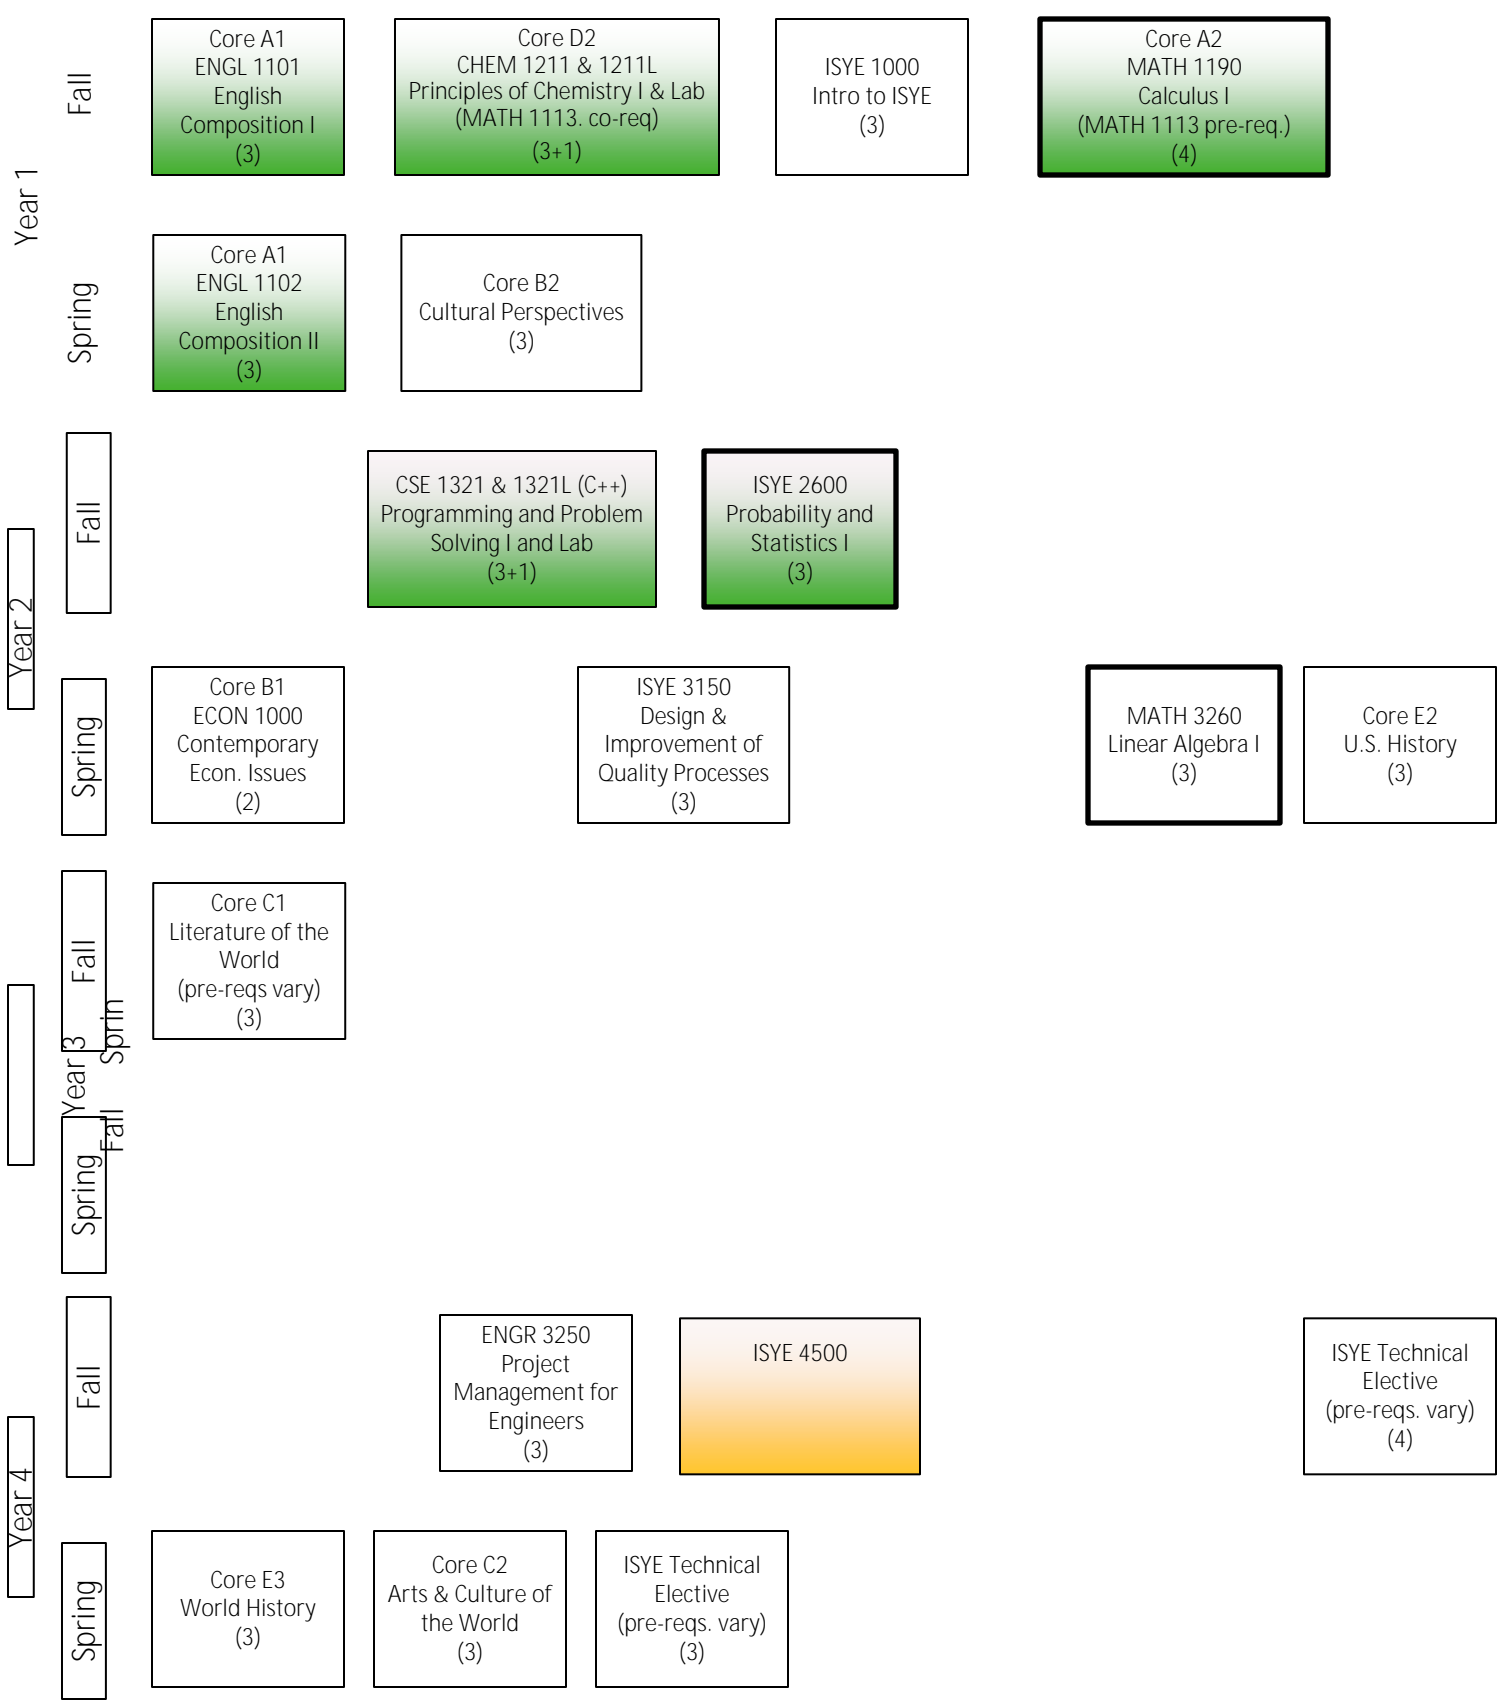 Year 1
Fall
Core A1
ENGL 1101
English
Composition I
(3)
Core D2
CHEM 1211 & 1211L
Principles of Chemistry I & Lab
(MATH 1113. co-req)
(3+1)
ISYE 1000
Intro to ISYE
(3)
Core A2
MATH 1190
Calculus I
(MATH 1113 pre-req.)
(4)
Spring
Core A1
ENGL 1102
English
Composition II
(3)
Core B2
Cultural Perspectives
(3)
Year 2
Fall
CSE 1321 & 1321L (C++)
Programming and Problem
Solving I and Lab
(3+1)
ISYE 2600
Probability and
Statistics I
(3)
Spring
Core B1
ECON 1000
Contemporary
Econ. Issues
(2)
ISYE 3150
Design &
Improvement of
Quality Processes
(3)
MATH 3260
Linear Algebra I
(3)
Core E2
U.S. History
(3)
Year 3
Fall
Sprin
Core C1
Literature of the
World
(pre-reqs vary)
(3)
Fall
Spring
Year 4
Fall
ENGR 3250
Project
Management for
Engineers
(3)
ISYE 4500
ISYE Technical
Elective
(pre-reqs. vary)
(4)
Spring
Core E3
World History
(3)
Core C2
Arts & Culture of
the World
(3)
ISYE Technical
Elective
(pre-reqs. vary)
(3)